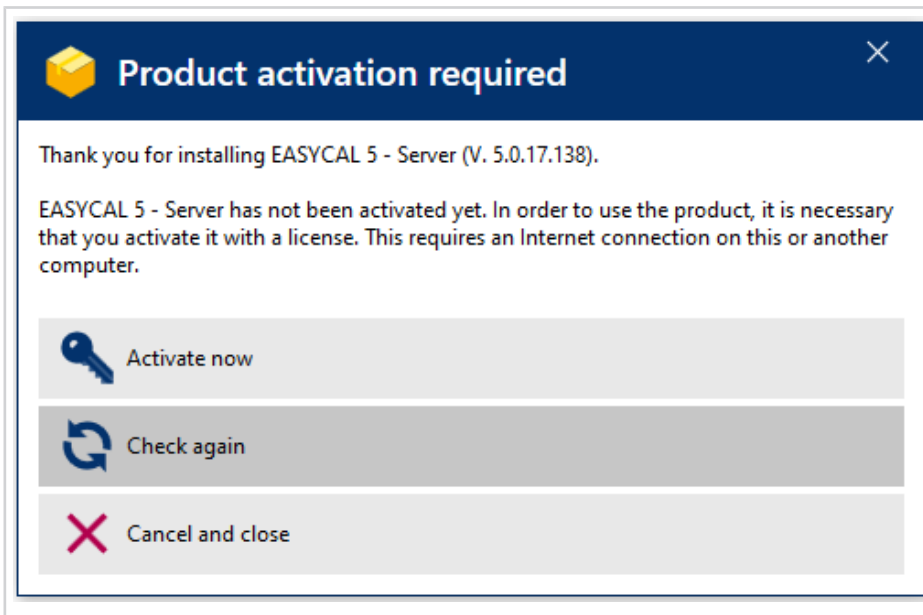 Product activation required
Thank you for installing EASYCAL 5 - Server (V. 5.0.17.138).
EASYCAL 5 - Server has not been activated yet. In order to use the product, it is necessary
that you activate it with a license. This requires an Internet connection on this or another
computer.
Activate now
Check again
Cancel and close